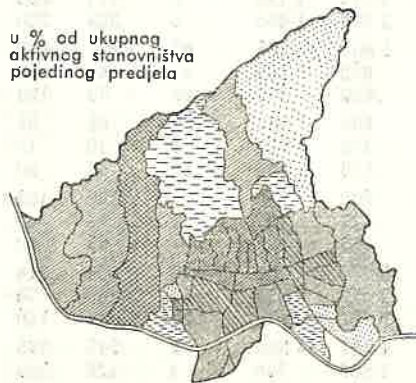 u % od ukupnog
aktivnog stanovništva
pojedinog predjela